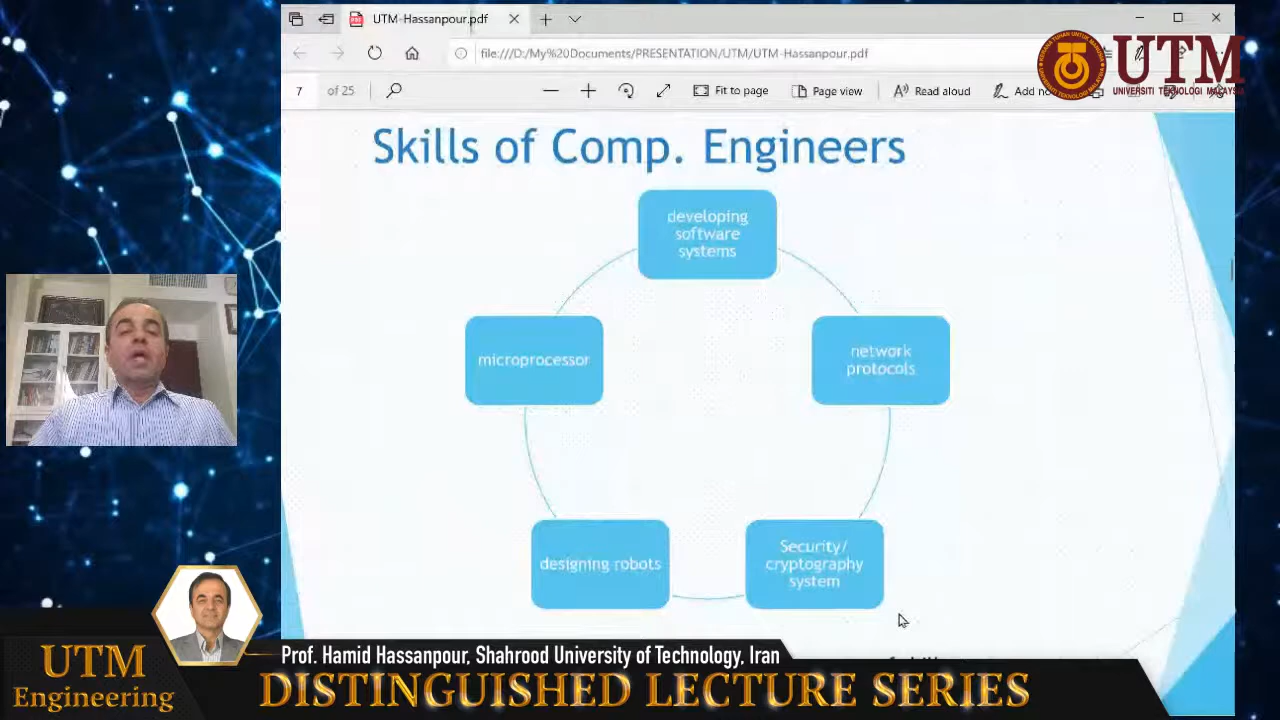 UTM-Hassanpour.pdf
file:///D:/My%20Documents/PRESENTATION/UTM/UTM-Hassanpour.pdf
7 of 25
Fit to page
Page view
Read aloud
UTM
UNIVERSITI TEKNOLOGI MALAYSIA
Skills of Comp. Engineers
developing
software
systems
microprocessor
network
protocols
designing robots
Security/
cryptography
system
Prof. Hamid Hassanpour, Shahrood University of Technology, Iran
UTM
Engineering
DISTINGUISHED LECTURE SERIES